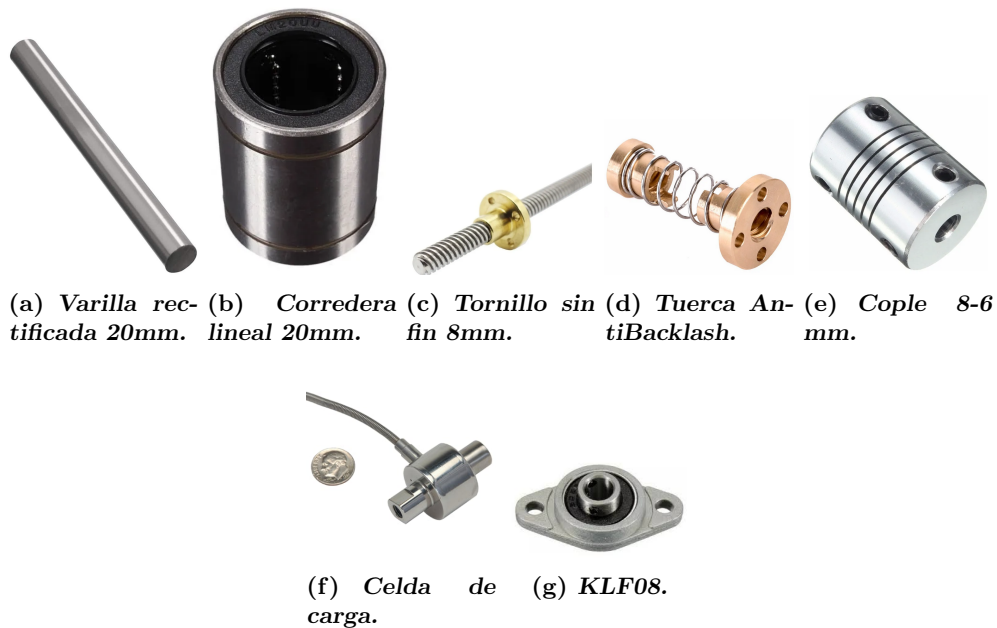 LM20UU
(a) Varilla rec-
tificada 20mm.
(b) Corredera
lineal 20mm.
(c) Tornillo sin
fin 8mm.
(d) Tuerca An-
tiBacklash.
(e) Cople 8-6
mm.
(f) Celda de
carga.
(g) KLF08.